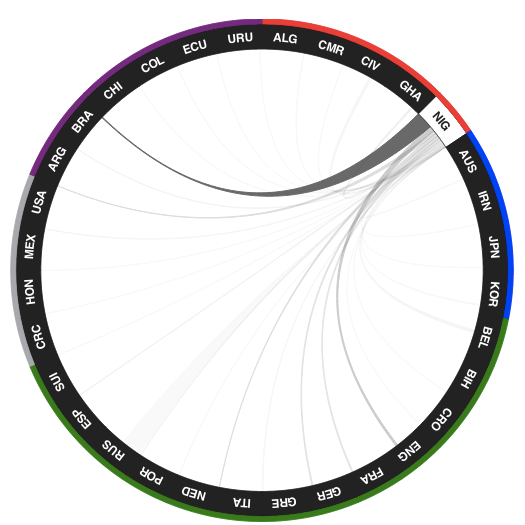 ALG
CMR
CIV
GHA
NIG
AUS
IRN
JPN
KOR
BEL
BIH
CRO
ENG
FRA
GER
GRE
ITA
NED
POR
RUS
ESP
SUI
CRC
HON
MEX
USA
ARG
BRA
CHI
COL
ECU
URU